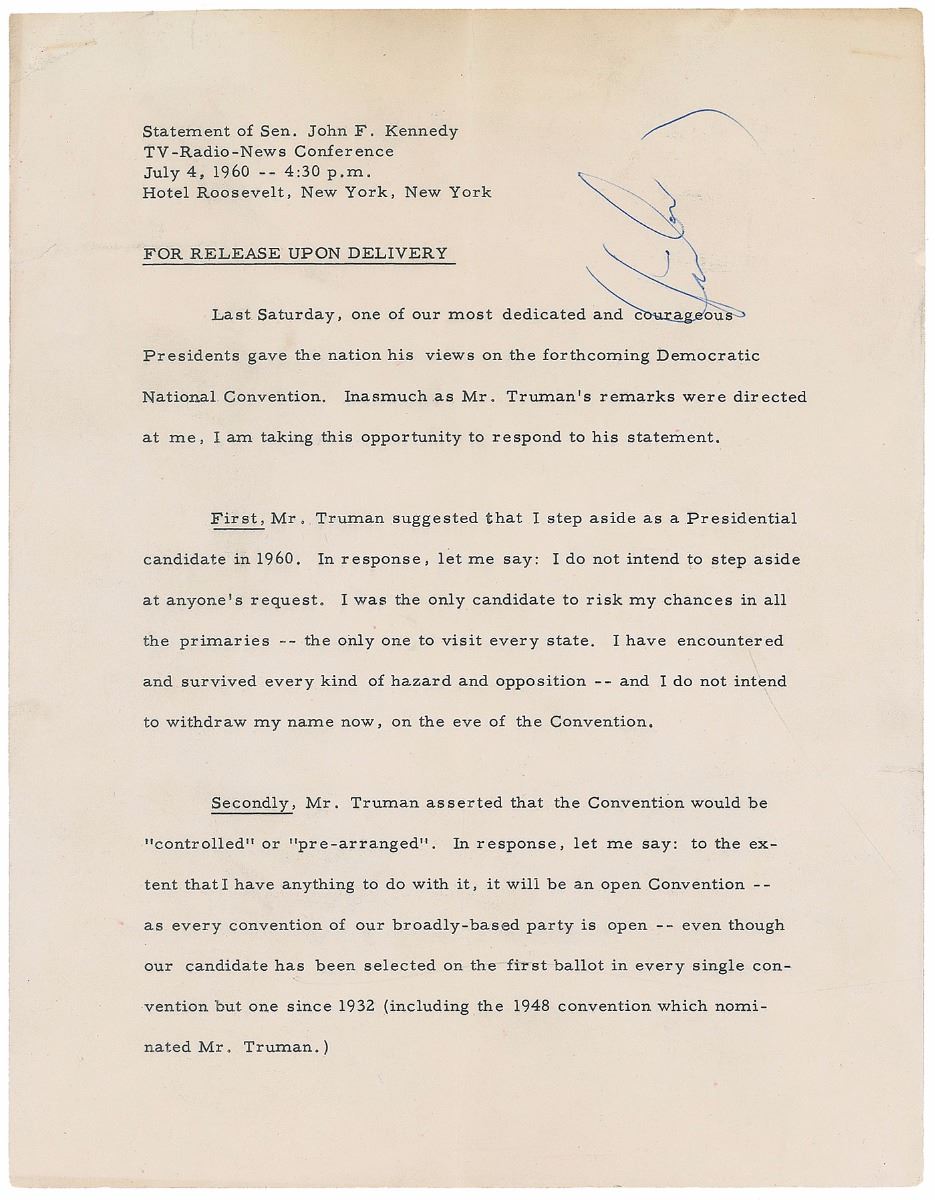 Statement of Sen. John F. Kennedy
TV-Radio-News Conference
July 4, 1960 -- 4:30 p.m.
Hotel Roosevelt, New York, New York
FOR RELEASE UPON DELIVERY
Last Saturday, one of our most dedicated and courageous
Presidents gave the nation his views on the forthcoming Democratic
National Convention. Inasmuch as Mr. Truman's remarks were directed
at me, I am taking this opportunity to respond to his statement.
First, Mr. Truman suggested that I step aside as a Presidential
candidate in 1960. In response, let me say: I do not intend to step aside
at anyone's request. I was the only candidate to risk my chances in all
the primaries -- the only one to visit every state. I have encountered
and survived every kind of hazard and opposition -- and I do not intend
to withdraw my name now, on the eve of the Convention.
Secondly, Mr. Truman asserted that the Convention would be
"controlled" or "pre-arranged". In response, let me say: to the ex-
tent that I have anything to do with it, it will be an open Convention --
as every convention of our broadly-based party is open -- even though
our candidate has been selected on the first ballot in every single con-
vention but one since 1932 (including the 1948 convention which nomi-
nated Mr. Truman.)